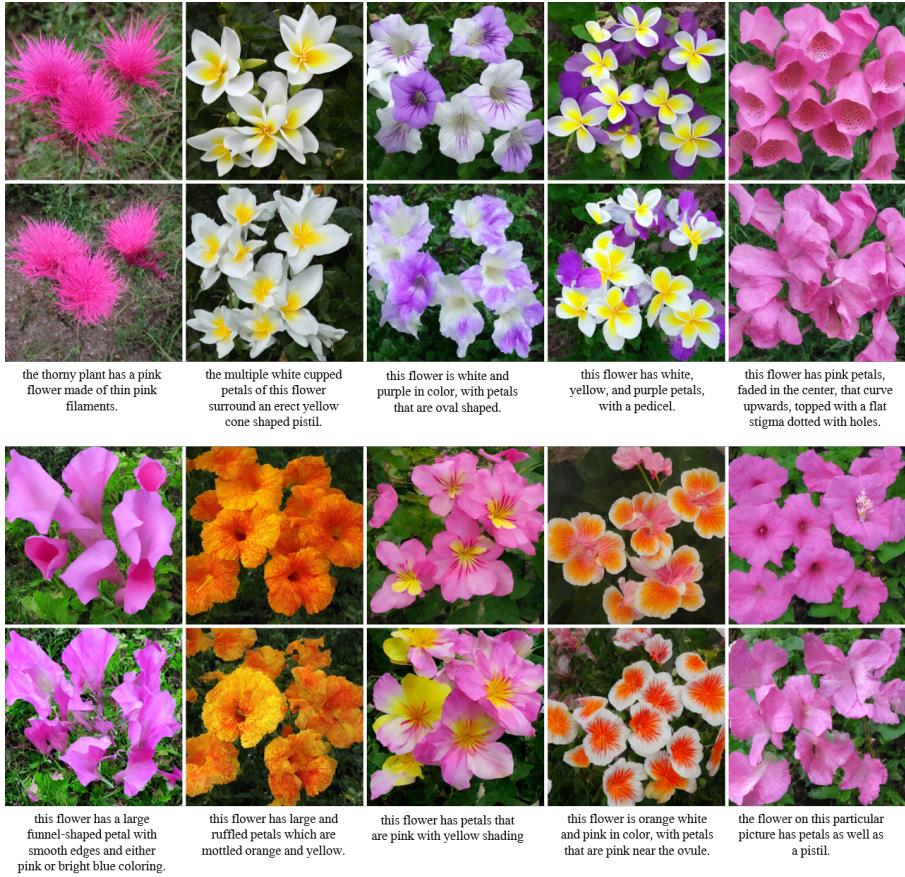 the thorny plant has a pink
flower made of thin pink
filaments.
the multiple white cupped
petals of this flower
surround an erect yellow
cone shaped pistil.
this flower is white and
purple in color, with petals
that are oval shaped.
this flower has white,
yellow, and purple petals,
with a pedicel.
this flower has pink petals,
faded in the center, that curve
upwards, topped with a flat
stigma dotted with holes.
this flower has a large
funnel-shaped petal with
smooth edges and either
pink or bright blue coloring.
this flower has large and
ruffled petals which are
mottled orange and yellow.
this flower has petals that
are pink with yellow shading
this flower is orange white
and pink in color, with petals
that are pink near the ovule.
the flower on this particular
picture has petals as well as
a pistil.